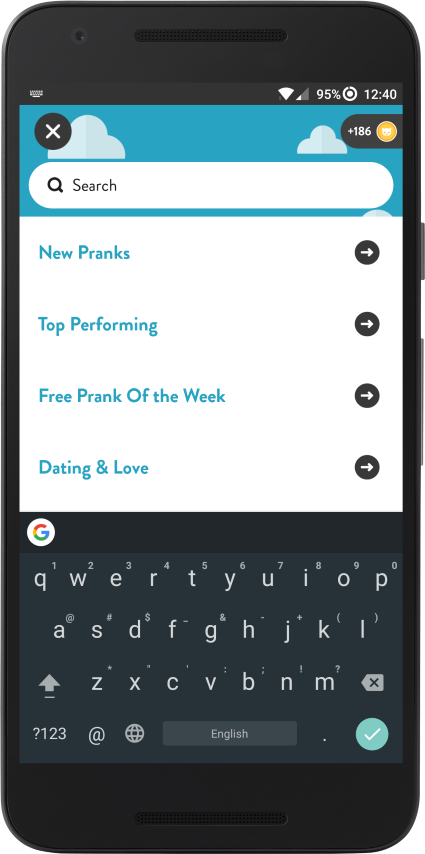 95% 12:40
+186
Search
New Pranks
Top Performing
Free Prank Of the Week
Dating & Love
G
1 2 3 4 5 6 7 8 9 0
q w e r t y u i o p
@ # $ _ & - + ( )
a s d f g h j k l
* " ' : ; ! ?
z x c v b n m
?123 @ English .